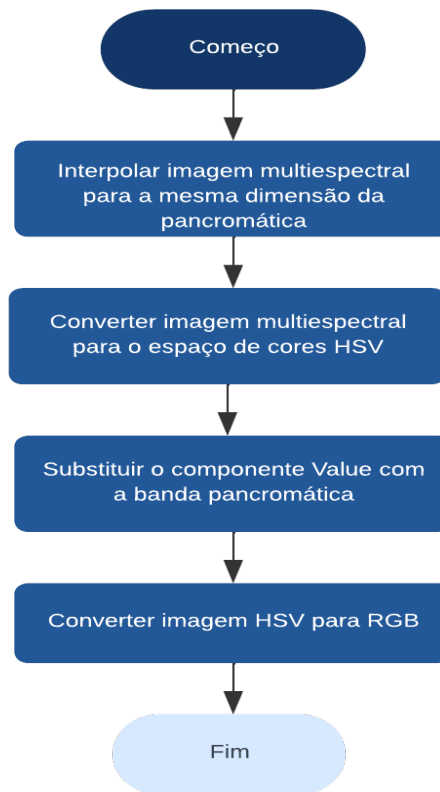 Começo
Interpolar imagem multiespectral
para a mesma dimensão da
pancromática
Converter imagem multiespectral
para o espaço de cores HSV
Substituir o componente Value com
a banda pancromática
Converter imagem HSV para RGB
Fim